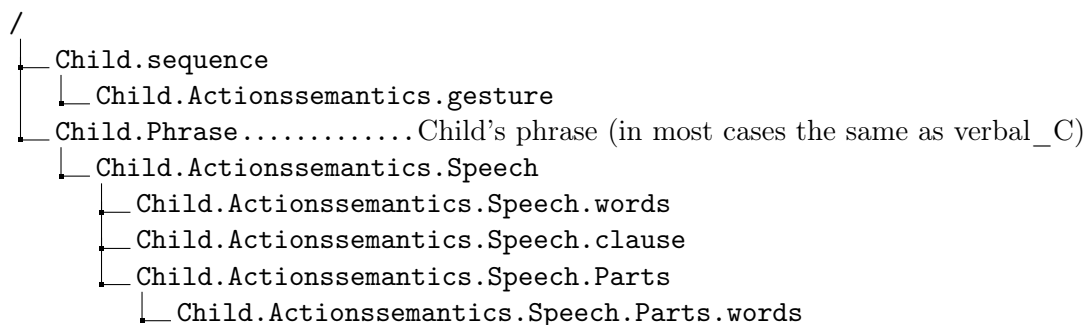 /
Child.sequence
Child.Actionssemantics.gesture
Child.Phrase.............Child's phrase (in most cases the same as verbal_C)
Child.Actionssemantics.Speech
Child.Actionssemantics.Speech.words
Child.Actionssemantics.Speech.clause
Child.Actionssemantics.Speech.Parts
Child.Actionssemantics.Speech.Parts.words